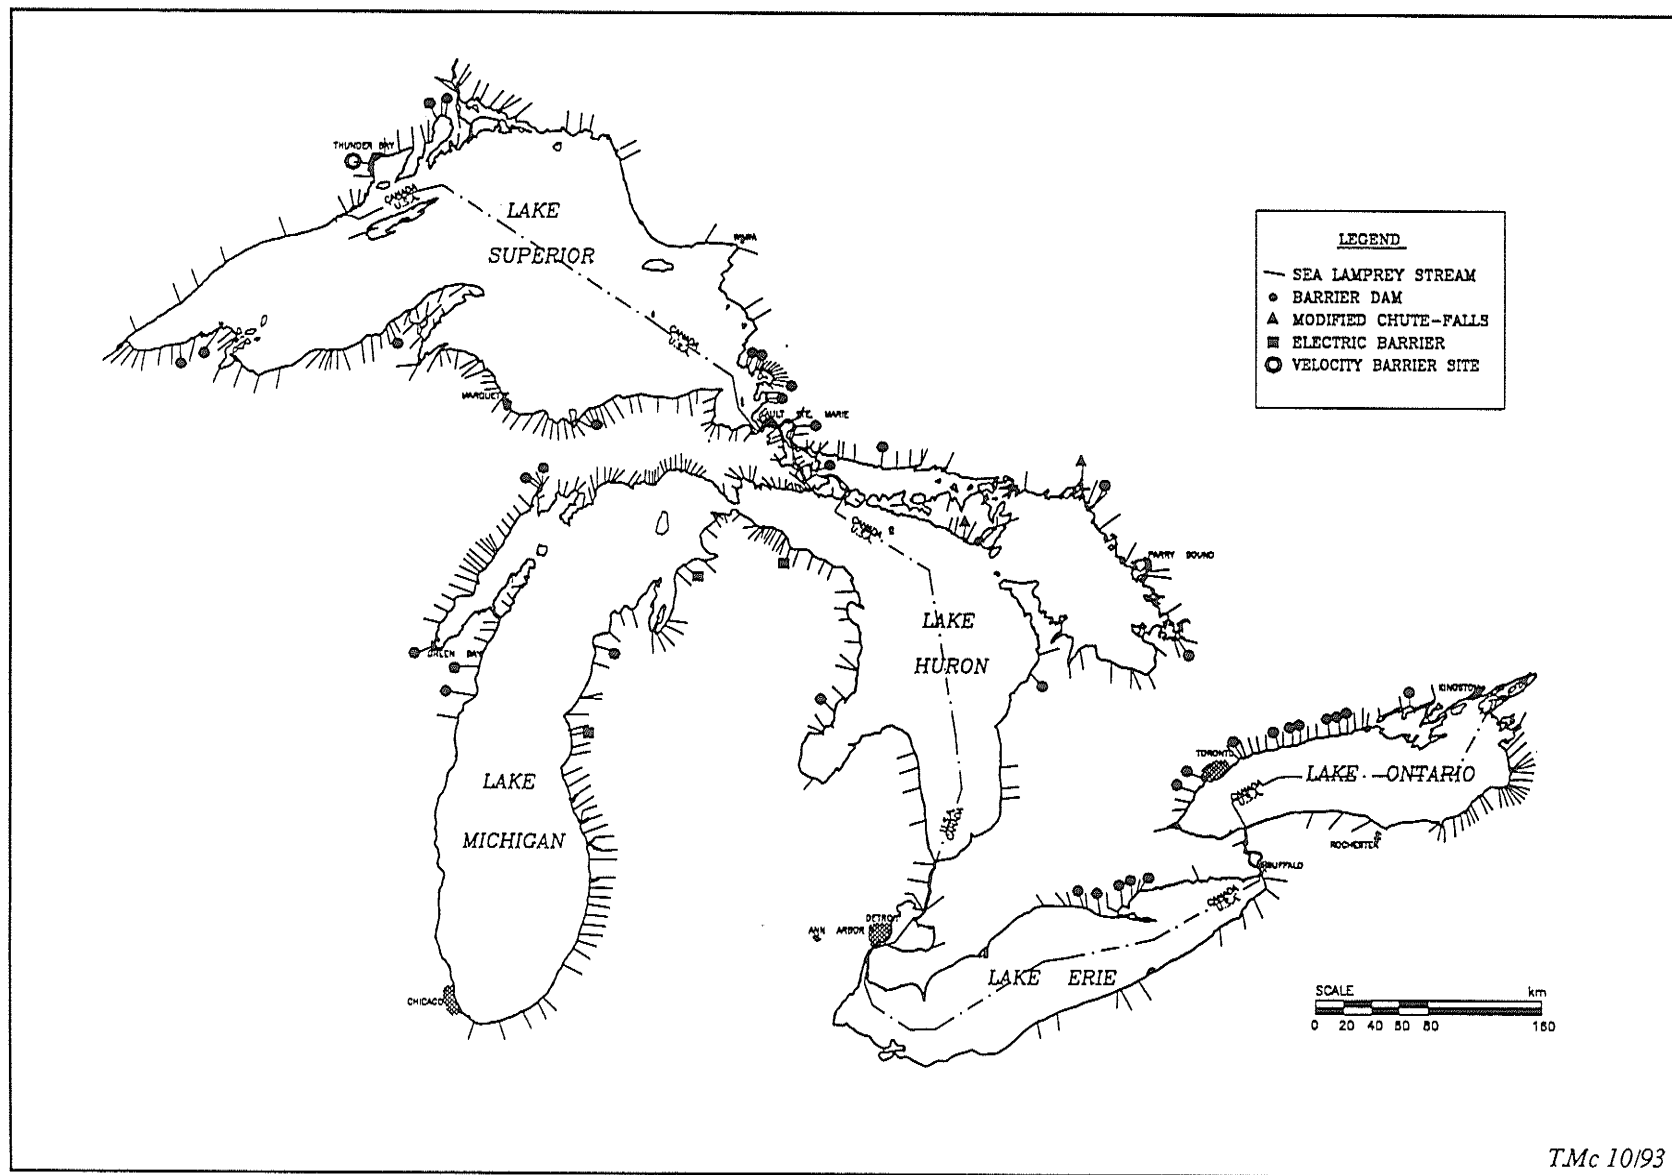 THUNDER BAY
CANADA
U.S.A.
LAKE
SUPERIOR
WAWA
CANADA
U.S.A.
MARQUETTE
SAULT STE. MARIE
LEGEND
SEA LAMPREY STREAM
BARRIER DAM
MODIFIED CHUTE-FALLS
ELECTRIC BARRIER
VELOCITY BARRIER SITE
CANADA
U.S.A.
PARRY SOUND
LAKE
HURON
GREEN BAY
KINGSTON
TORONTO
LAKE ONTARIO
CANADA
U.S.A.
LAKE
MICHIGAN
U.S.A.
CANADA
ROCHESTER
BUFFALO
CANADA
U.S.A.
DETROIT
ANN ARBOR
LAKE ERIE
CHICAGO
SCALE km
0 20 40 60 80 160
T.Mc 10/93